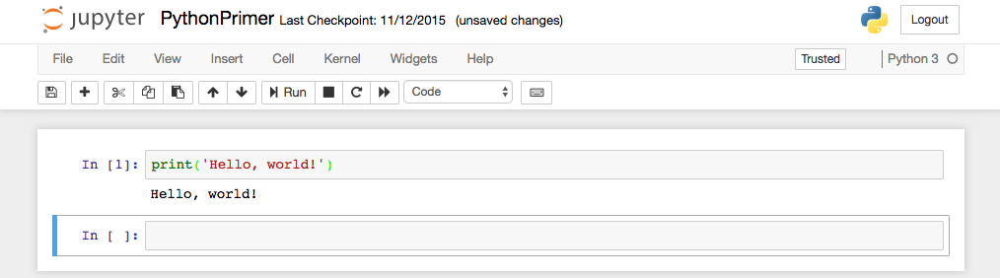 jupyter PythonPrimer Last Checkpoint: 11/12/2015 (unsaved changes) Logout
File Edit View Insert Cell Kernel Widgets Help Trusted Python 3
Run Code
In [1]: print('Hello, world!')
Hello, world!
In [ ]: